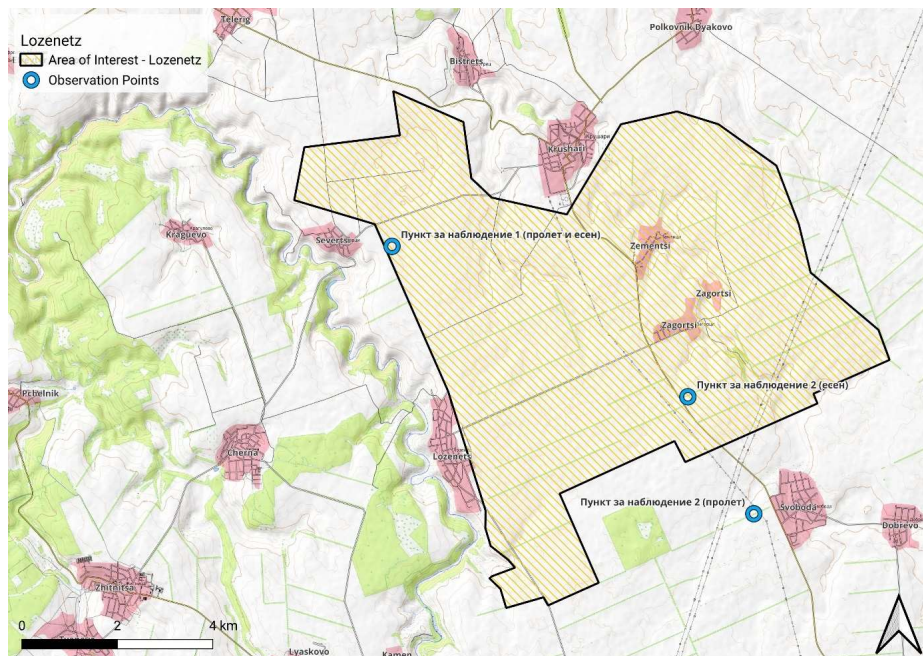 Telerig
Polkovnik Dyakovo
Lozenetz
Area of Interest - Lozenetz
Observation Points
Bistrets
Krushari
Kraguevo
Severtsi
Пункт за наблюдение 1 (пролет и есен)
Zementsi
Zagortsi
Zagortsi
Пункт за наблюдение 2 (есен)
Pchelnik
Cherna
Lozenets
Пункт за наблюдение 2 (пролет)
Svoboda
Dobrevo
Zhitnitsa
0 2 4 km
Lyaskovo
Kamen